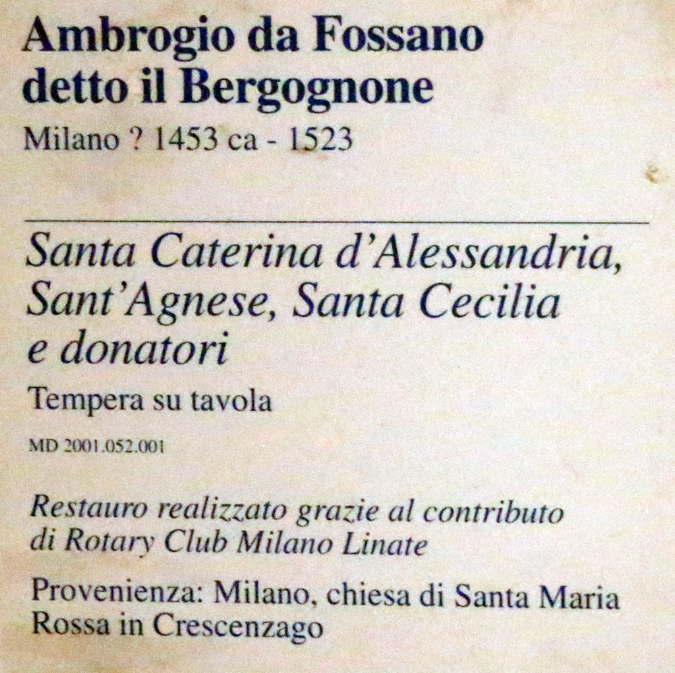 Ambrogio da Fossano
detto il Bergognone
Milano ? 1453 ca - 1523
Santa Caterina d'Alessandria,
Sant'Agnese, Santa Cecilia
e donatori
Tempera su tavola
MD 2001.052.001
Restauro realizzato grazie al contributo
di Rotary Club Milano Linate
Provenienza: Milano, chiesa di Santa Maria
Rossa in Crescenzago